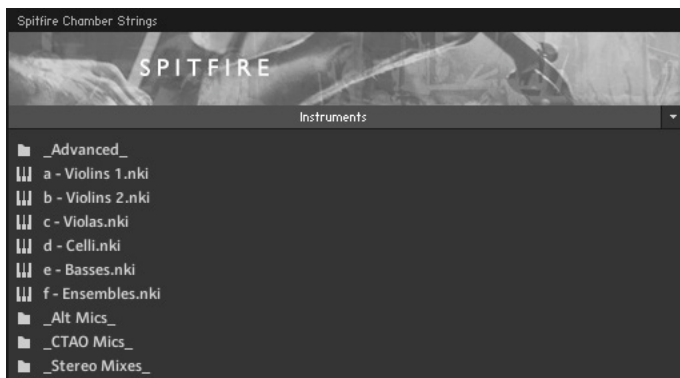 Spitfire Chamber Strings
SPITFIRE
Instruments
_Advanced_
a - Violins 1.nki
b - Violins 2.nki
c - Violas.nki
d - Celli.nki
e - Basses.nki
f - Ensembles.nki
_Alt Mics_
_CTAO Mics_
_Stereo Mixes_